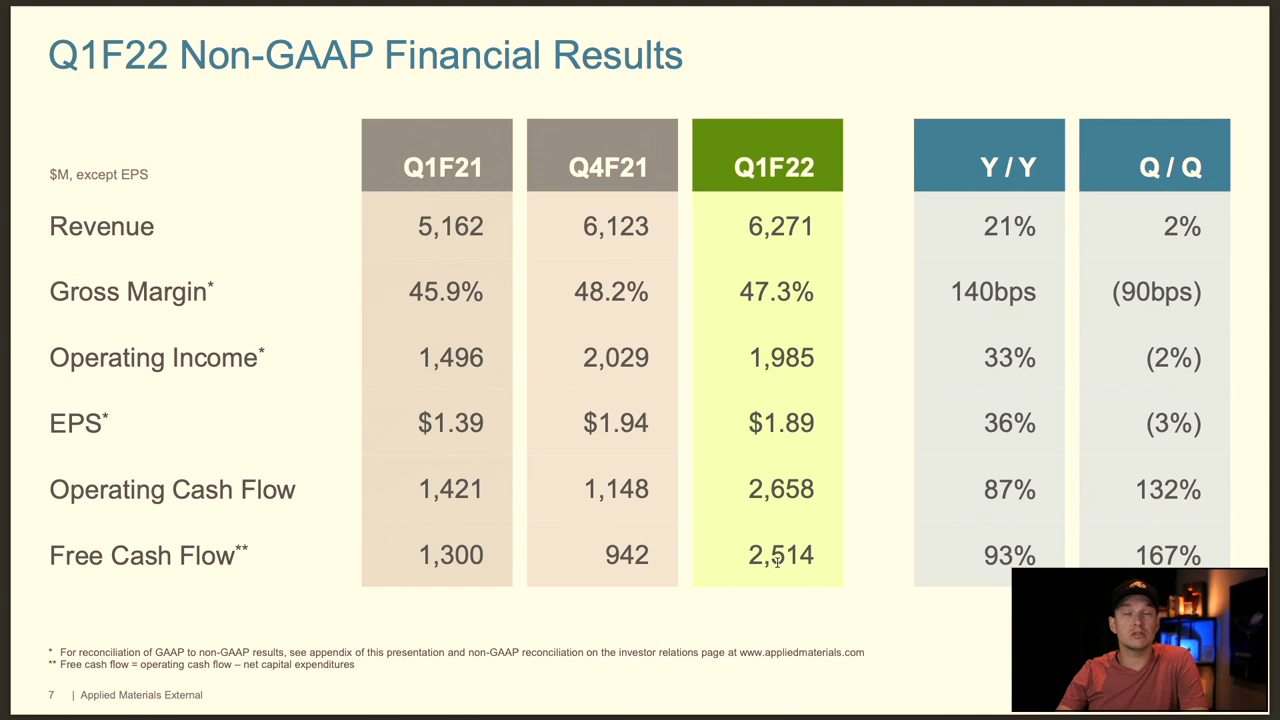 Q1F22 Non-GAAP Financial Results
$M, except EPS Q1F21 Q4F21 Q1F22 Y / Y Q / Q
Revenue 5,162 6,123 6,271 21% 2%
Gross Margin* 45.9% 48.2% 47.3% 140bps (90bps)
Operating Income* 1,496 2,029 1,985 33% (2%)
EPS* $1.39 $1.94 $1.89 36% (3%)
Operating Cash Flow 1,421 1,148 2,658 87% 132%
Free Cash Flow** 1,300 942 2,514 93% 167%
* For reconciliation of GAAP to non-GAAP results, see appendix of this presentation and non-GAAP reconciliation on the investor relations page at www.appliedmaterials.com
** Free cash flow = operating cash flow – net capital expenditures
7 | Applied Materials External